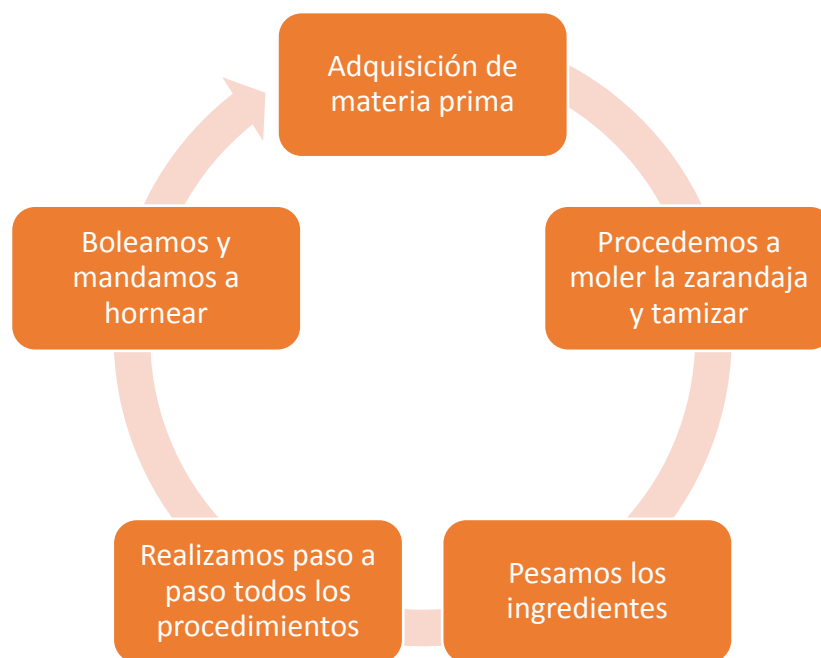 Adquisición de
materia prima
Procedemos a
moler la zarandaja
y tamizar
Pesamos los
ingredientes
Realizamos paso a
paso todos los
procedimientos
Boleamos y
mandamos a
hornear